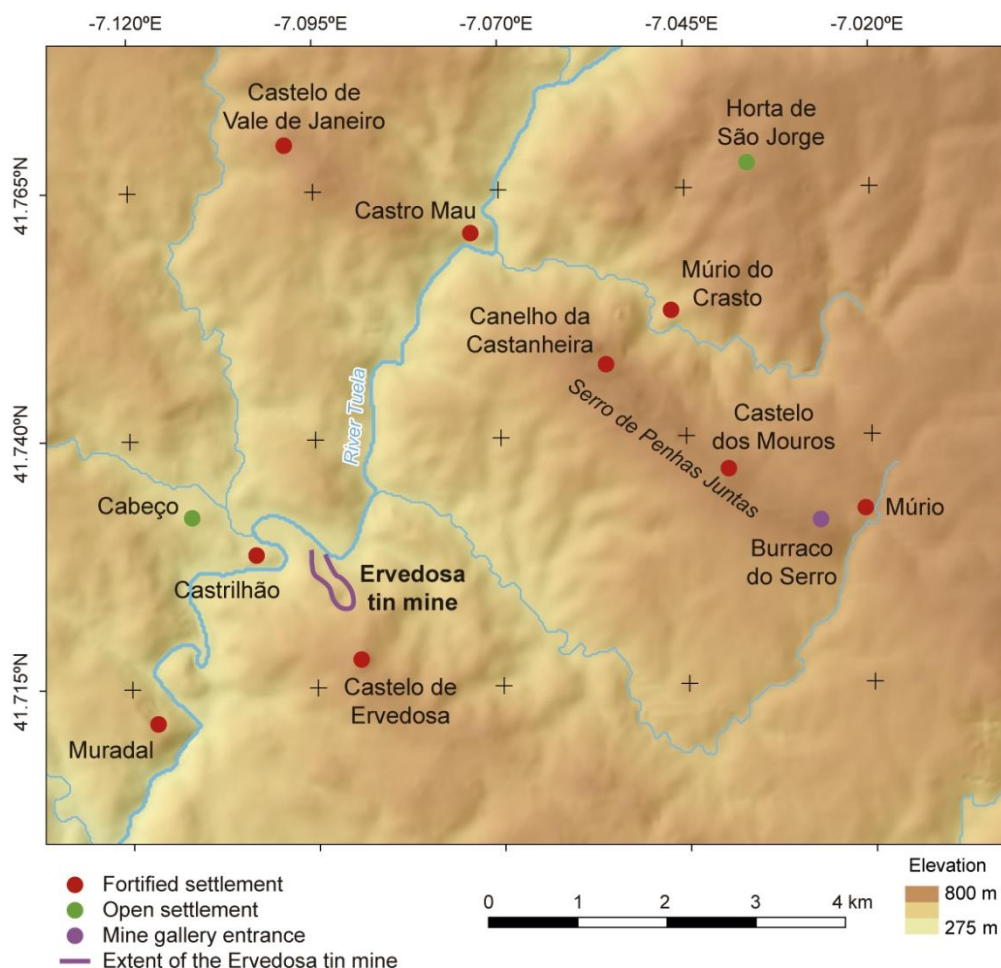 -7.120ºE
-7.095ºE
-7.070ºE
-7.045ºE
-7.020ºE
41.765ºN
41.740ºN
41.715ºN
Castelo de
Vale de Janeiro
Horta de
São Jorge
Castro Mau
Múrio do
Crasto
Canelho da
Castanheira
River Tuela
Serro de Penhas Juntas
Castelo
dos Mouros
Cabeço
Múrio
Burraco
do Serro
Castrilhão
Ervedosa
tin mine
Castelo de
Ervedosa
Muradal
Fortified settlement
Open settlement
Mine gallery entrance
Extent of the Ervedosa tin mine
0 1 2 3 4 km
Elevation
800 m
275 m